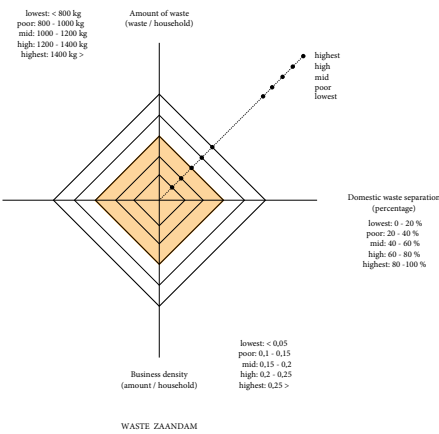 lowest: < 800 kg
poor: 800 - 1000 kg
mid: 1000 - 1200 kg
high: 1200 - 1400 kg
highest: 1400 kg >
Amount of waste
(waste / household)
highest
high
mid
poor
lowest
Domestic waste separation
(percentage)
lowest: 0 - 20 %
poor: 20 - 40 %
mid: 40 - 60 %
high: 60 - 80 %
highest: 80 -100 %
lowest: < 0,05
poor: 0,1 - 0,15
mid: 0,15 - 0,2
high: 0,2 - 0,25
highest: 0,25 >
Business density
(amount / household)
WASTE ZAANDAM